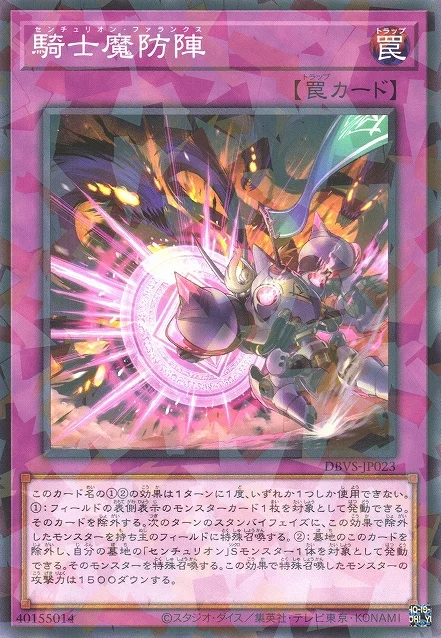 センチュリオン・ファランクス
騎士魔防陣
トラップ
罠
トラップ
【罠カード】
DBVS-JP023
このカード名の①②の効果は1ターンに1度、いずれか1つしか使用できない。
①：フィールドの表側表示のモンスターカード1枚を対象として発動できる。
そのカードを除外する。次のターンのスタンバイフェイズに、この効果で除外
したモンスターを持ち主のフィールドに特殊召喚する。②：墓地のこのカードを
除外し、自分の墓地の「センチュリオン」Sモンスター1体を対象として発動
できる。そのモンスターを特殊召喚する。この効果で特殊召喚したモンスターの
攻撃力は1500ダウンする。
40155014
©スタジオ・ダイス/集英社・テレビ東京・KONAMI